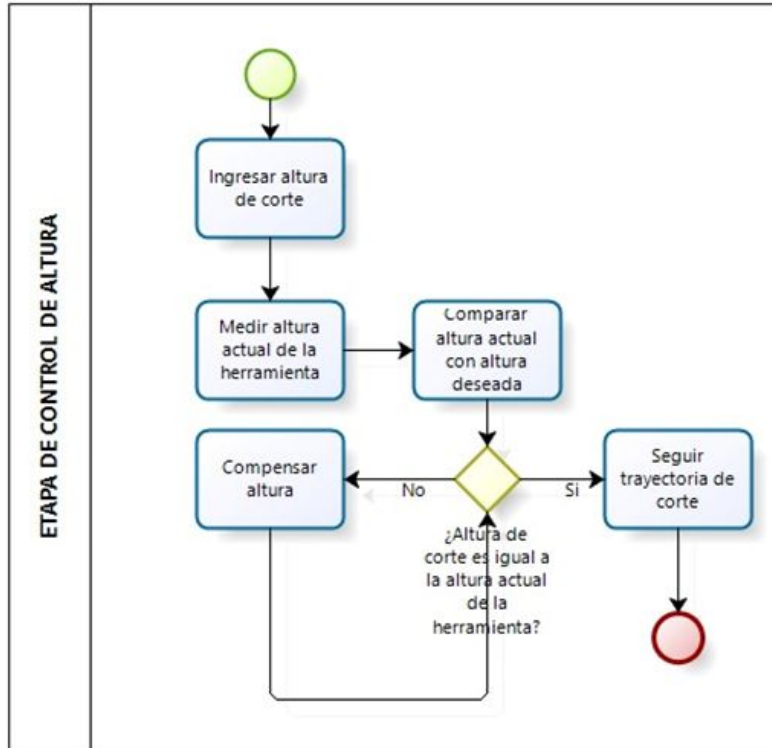 ETAPA DE CONTROL DE ALTURA
Ingresar altura
de corte
Medir altura
actual de la
herramienta
Comparar
altura actual
con altura
deseada
Compensar
altura
No
Si
Seguir
trayectoria de
corte
¿Altura de
corte es igual a
la altura actual
de la
herramienta?